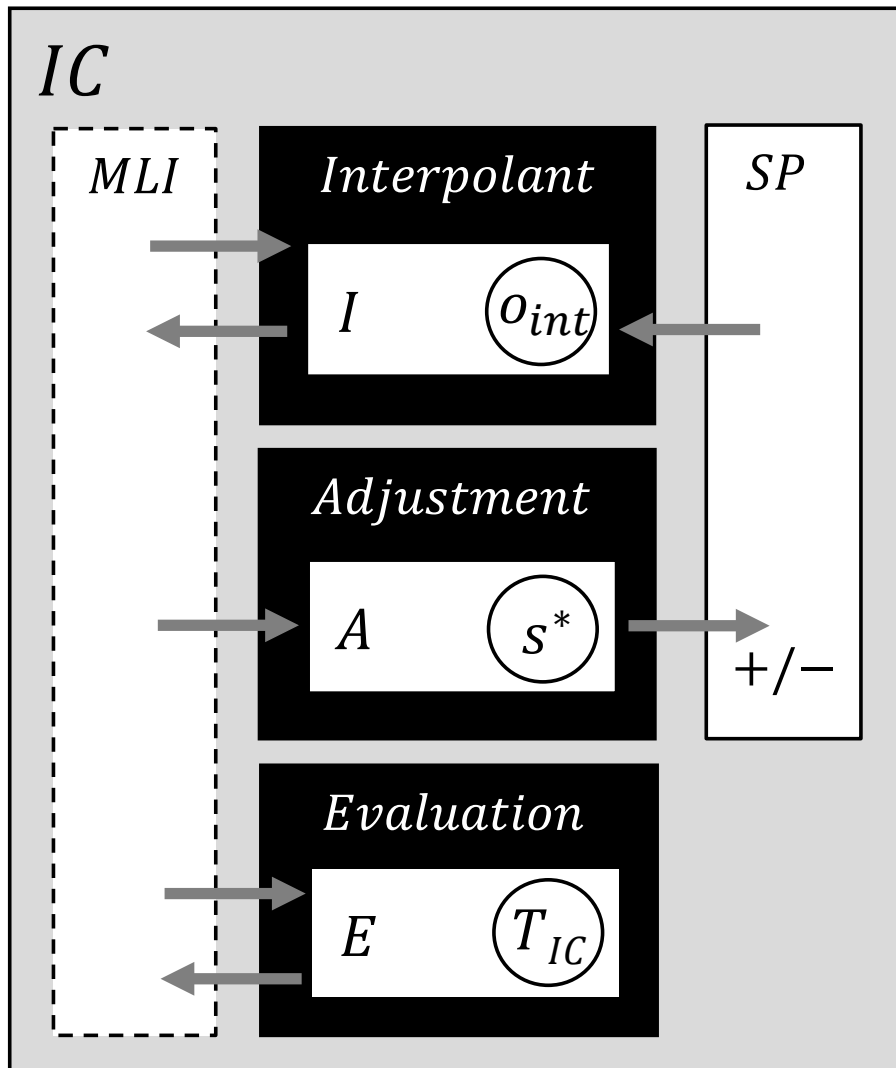 IC
MLI
Interpolant
SP
I
o_int
Adjustment
A
s*
+/−
Evaluation
E
T_IC